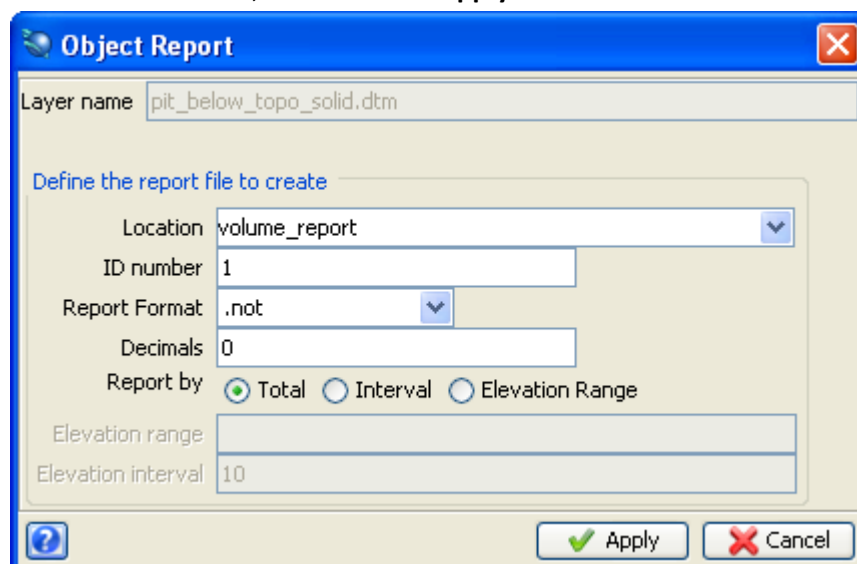 Apply
Object Report
Layer name pit_below_topo_solid.dtm
Define the report file to create
Location volume_report
ID number 1
Report Format .not
Decimals 0
Report by Total Interval Elevation Range
Elevation range
Elevation interval 10
? Apply Cancel